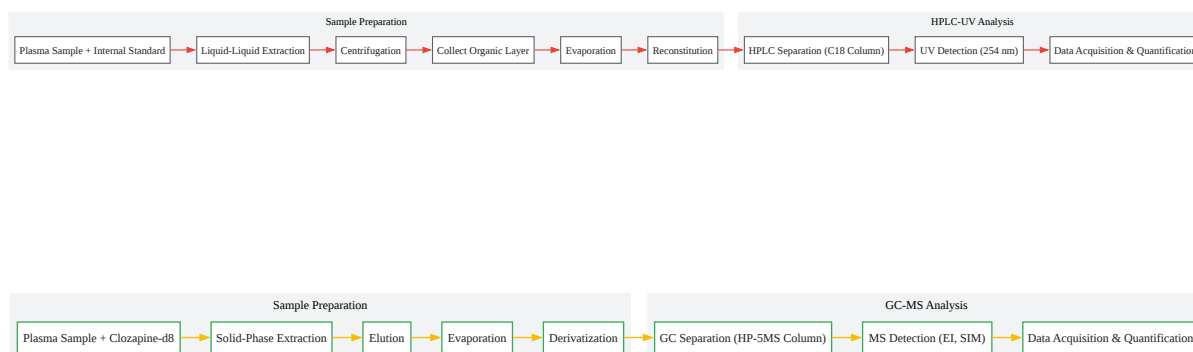 Sample Preparation
HPLC-UV Analysis
Plasma Sample + Internal Standard
Liquid-Liquid Extraction
Centrifugation
Collect Organic Layer
Evaporation
Reconstitution
HPLC Separation (C18 Column)
UV Detection (254 nm)
Data Acquisition & Quantification
Sample Preparation
GC-MS Analysis
Plasma Sample + Clozapine-d8
Solid-Phase Extraction
Elution
Evaporation
Derivatization
GC Separation (HP-5MS Column)
MS Detection (EI, SIM)
Data Acquisition & Quantification